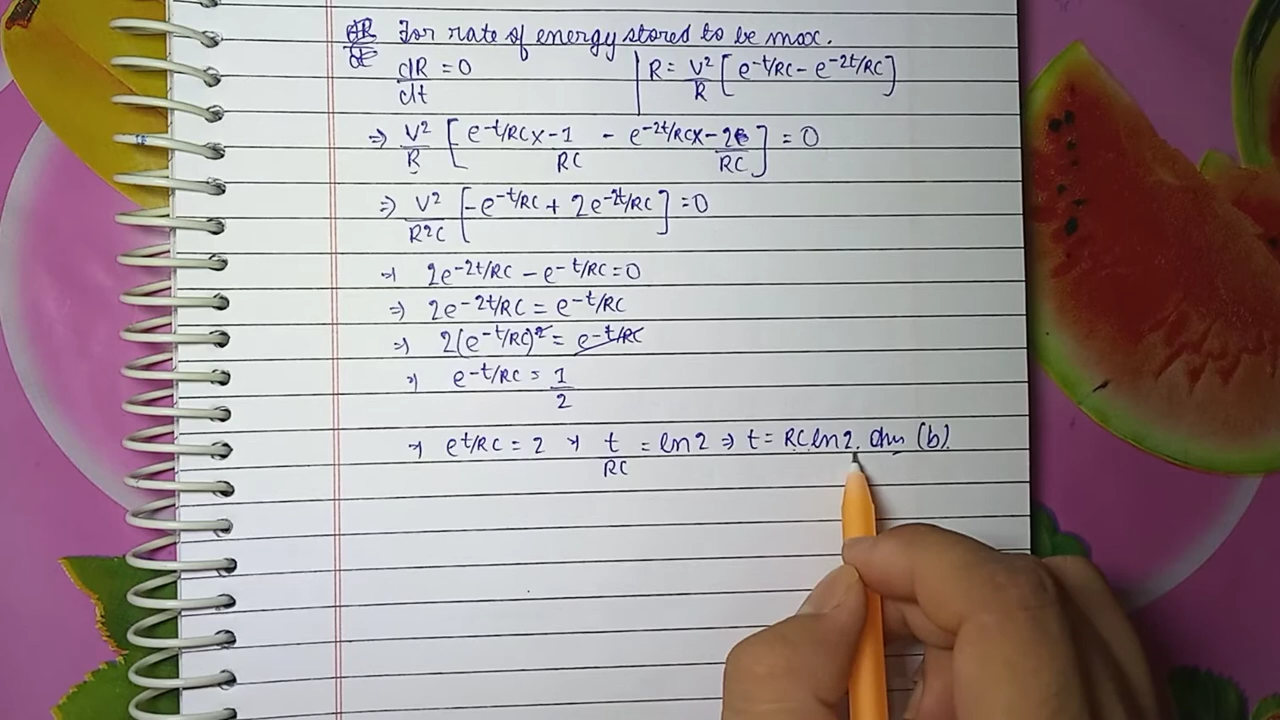 For rate of energy stored to be max.
dR/dt = 0 | R = V²/R [e-t/RC - e-2t/RC]
⇒ V²/R [e-t/RC x -1/RC - e-2t/RC x -2/RC] = 0
⇒ V²/R²C [-e-t/RC + 2e-2t/RC] = 0
⇒ 2e-2t/RC - e-t/RC = 0
⇒ 2e-2t/RC = e-t/RC
⇒ 2(e-t/RC)² = e-t/RC
⇒ e-t/RC = 1/2
⇒ et/RC = 2 ⇒ t/RC = ln2 ⇒ t = RC ln2. Ans (b).